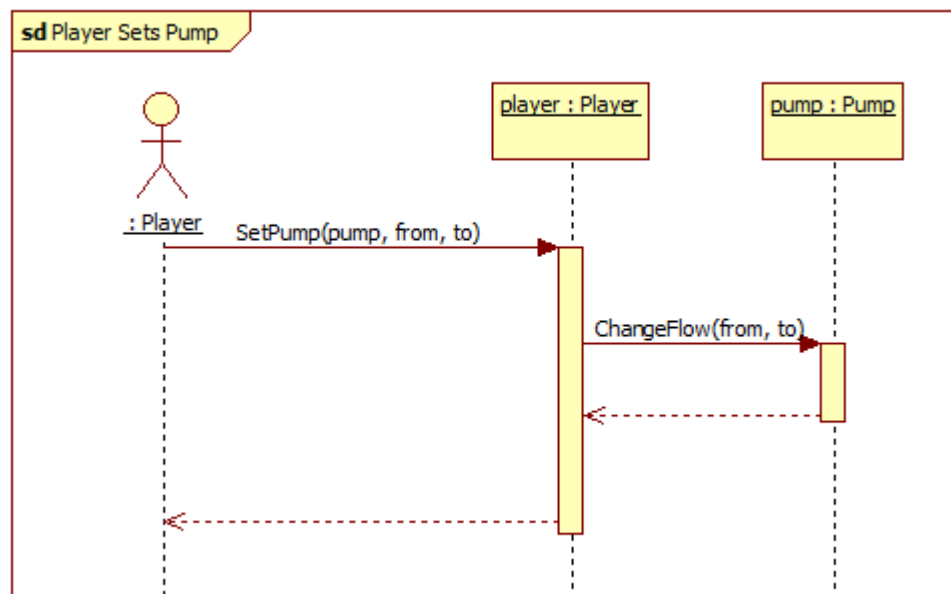 sd Player Sets Pump
player : Player
pump : Pump
: Player
SetPump(pump, from, to)
ChangeFlow(from, to)